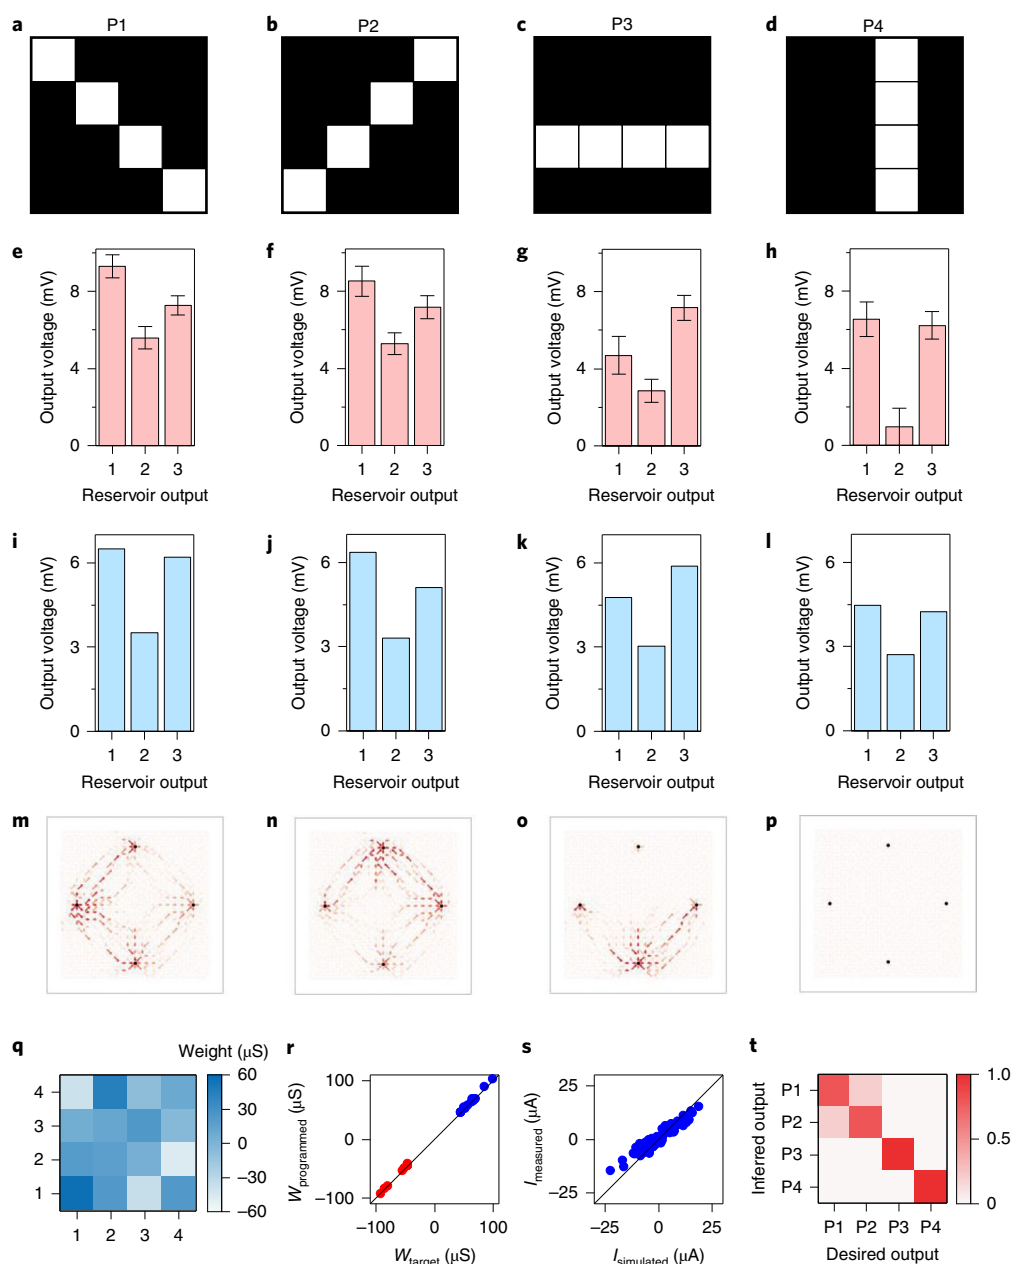 a P1 b P2 c P3 d P4
e f g h
Output voltage (mV) Output voltage (mV) Output voltage (mV) Output voltage (mV)
8 8 8 8
4 4 4 4
0 0 0 0
1 2 3 1 2 3 1 2 3 1 2 3
Reservoir output Reservoir output Reservoir output Reservoir output
i j k l
Output voltage (mV) Output voltage (mV) Output voltage (mV) Output voltage (mV)
6 6 6 6
3 3 3 3
0 0 0 0
1 2 3 1 2 3 1 2 3 1 2 3
Reservoir output Reservoir output Reservoir output Reservoir output
m n o p
q Weight (μS)
4
3
2
1
1 2 3 4
60
30
0
−30
−60
r
W programmed (μS)
100
0
−100
−100 0 100
W target (μS)
s
I measured (μA)
25
0
−25
−25 0 25
I simulated (μA)
t
Inferred output
P1
P2
P3
P4
P1 P2 P3 P4
Desired output
1.0
0.5
0